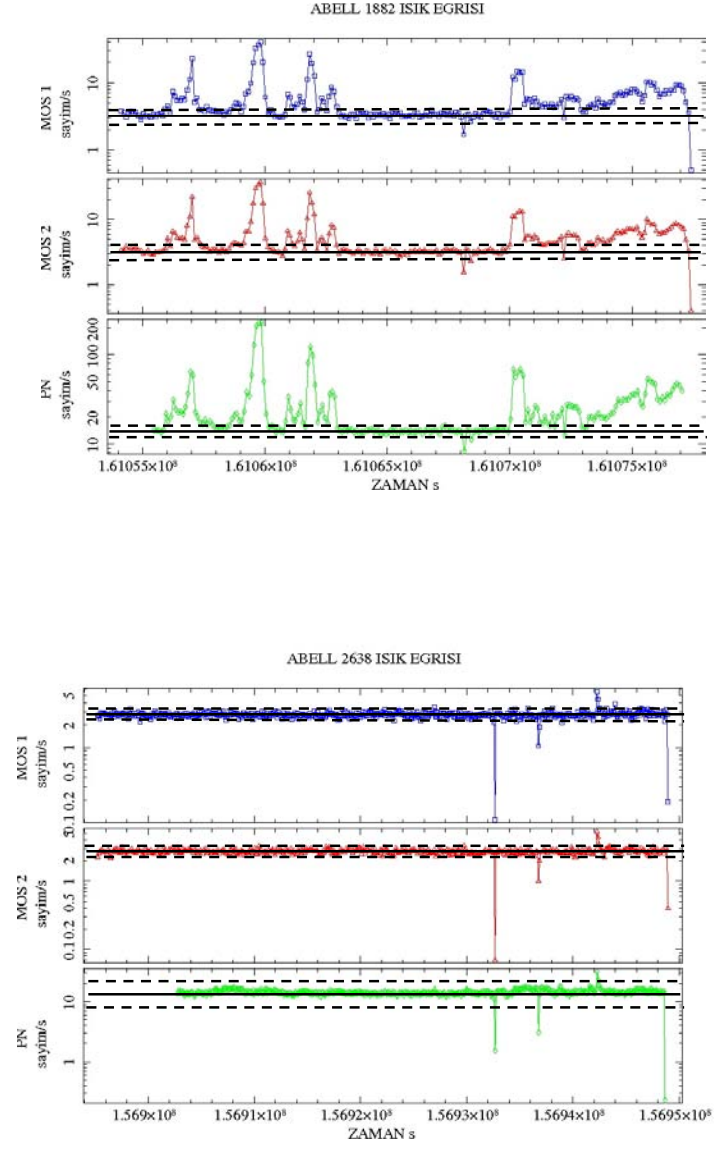 ABELL 1882 ISIK EGRISI
MOS 1
sayim/s
10
1
MOS 2
sayim/s
10
1
PN
sayim/s
200
100
50
20
10
1.61055×10⁸ 1.6106×10⁸ 1.61065×10⁸ 1.6107×10⁸ 1.61075×10⁸
ZAMAN s
ABELL 2638 ISIK EGRISI
MOS 1
sayim/s
5
2
1
0.5
0.2
0.1
MOS 2
sayim/s
5
2
1
0.5
0.2
0.1
PN
sayim/s
10
1
1.569×10⁸ 1.5691×10⁸ 1.5692×10⁸ 1.5693×10⁸ 1.5694×10⁸ 1.5695×10⁸
ZAMAN s